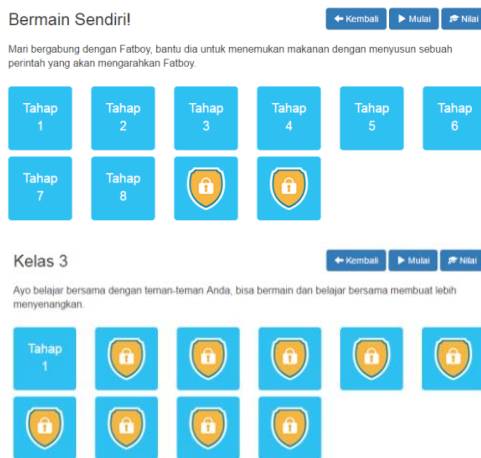 Bermain Sendiri!
Kembali Mulai Nilai
Mari bergabung dengan Fatboy, bantu dia untuk menemukan makanan dengan menyusun sebuah
perintah yang akan mengarahkan Fatboy.
Tahap 1
Tahap 2
Tahap 3
Tahap 4
Tahap 5
Tahap 6
Tahap 7
Tahap 8
Kelas 3
Kembali Mulai Nilai
Ayo belajar bersama dengan teman-teman Anda, bisa bermain dan belajar bersama membuat lebih
menyenangkan.
Tahap 1